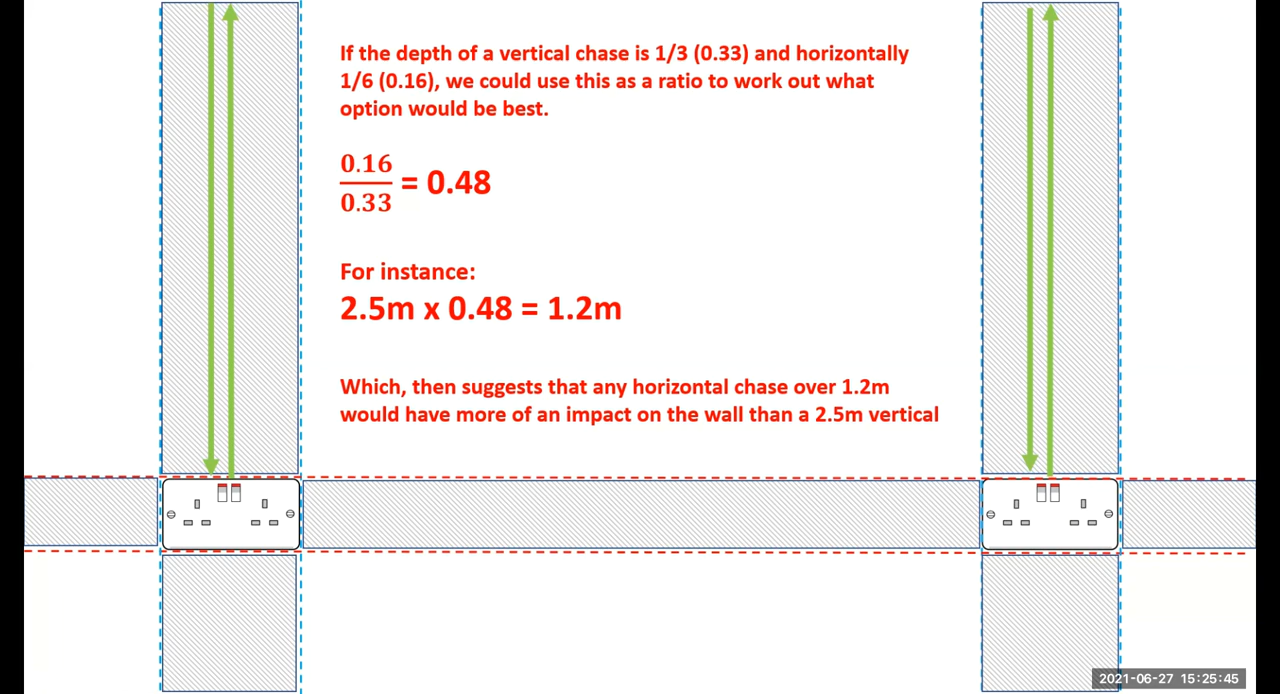 If the depth of a vertical chase is 1/3 (0.33) and horizontally
1/6 (0.16), we could use this as a ratio to work out what
option would be best.
0.16
0.33
= 0.48
For instance:
2.5m x 0.48 = 1.2m
Which, then suggests that any horizontal chase over 1.2m
would have more of an impact on the wall than a 2.5m vertical
2021-06-27 15:25:45